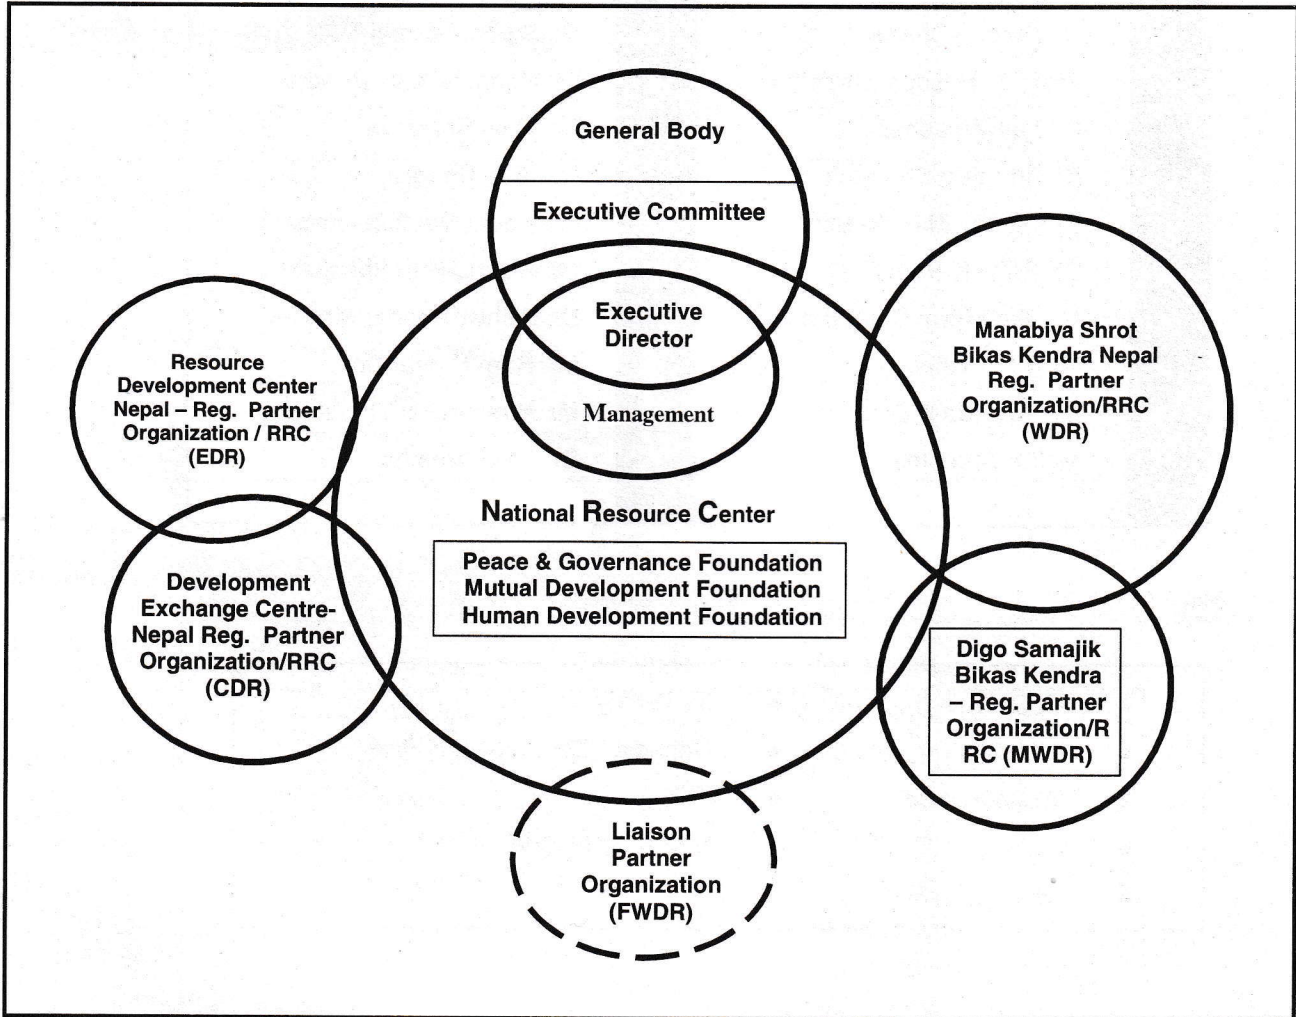 General Body
Executive Committee
Executive
Director
Management
Resource
Development Center
Nepal – Reg. Partner
Organization / RRC
(EDR)
Manabiya Shrot
Bikas Kendra Nepal
Reg. Partner
Organization/RRC
(WDR)
National Resource Center
Peace & Governance Foundation
Mutual Development Foundation
Human Development Foundation
Development
Exchange Centre-
Nepal Reg. Partner
Organization/RRC
(CDR)
Digo Samajik
Bikas Kendra
– Reg. Partner
Organization/R
RC (MWDR)
Liaison
Partner
Organization
(FWDR)